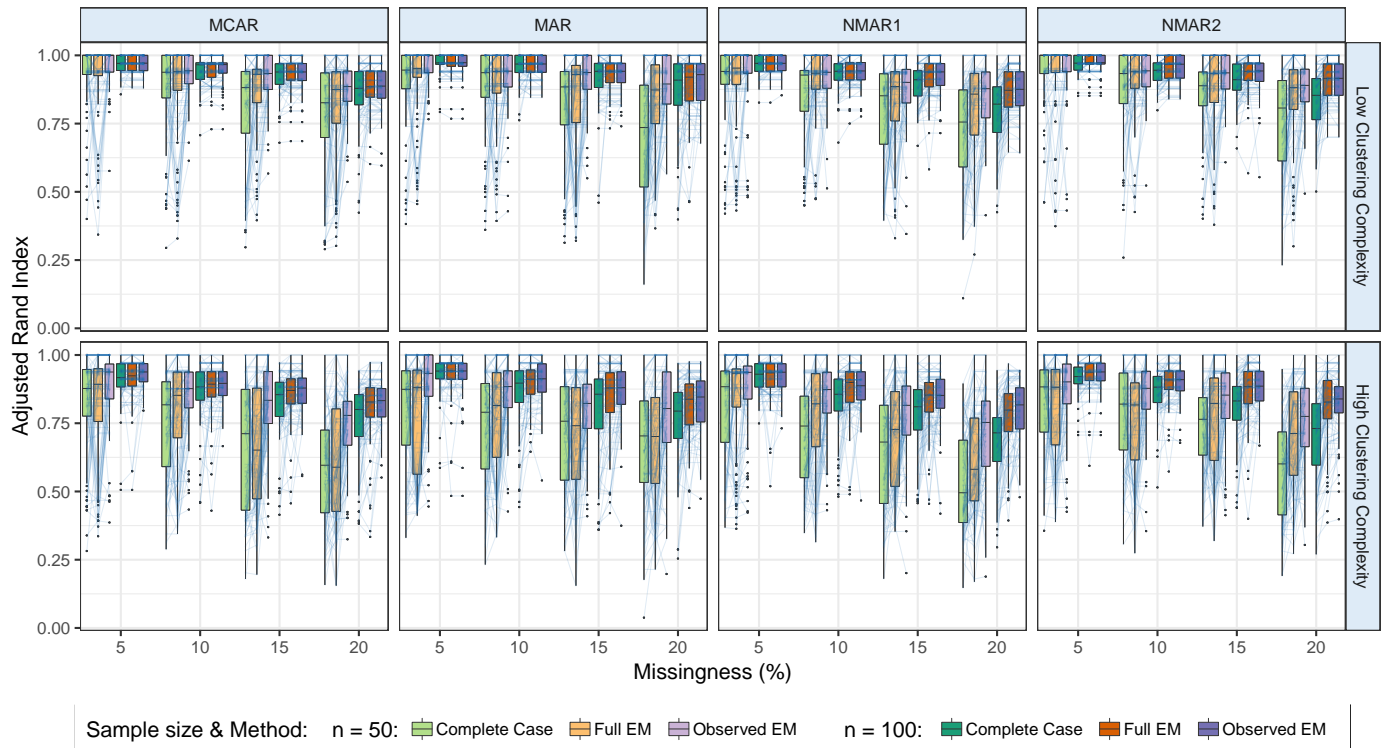 MCAR MAR NMAR1 NMAR2
1.00
0.75
0.50
0.25
0.00
Low Clustering Complexity
Adjusted Rand Index
1.00
0.75
0.50
0.25
0.00
High Clustering Complexity
5 10 15 20 5 10 15 20 5 10 15 20 5 10 15 20
Missingness (%)
Sample size & Method: n = 50: Complete Case Full EM Observed EM n = 100: Complete Case Full EM Observed EM